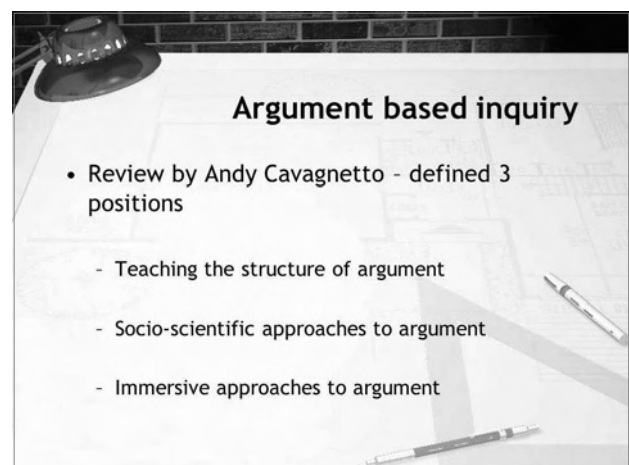 Argument based inquiry
• Review by Andy Cavagnetto – defined 3
positions
– Teaching the structure of argument
– Socio-scientific approaches to argument
– Immersive approaches to argument